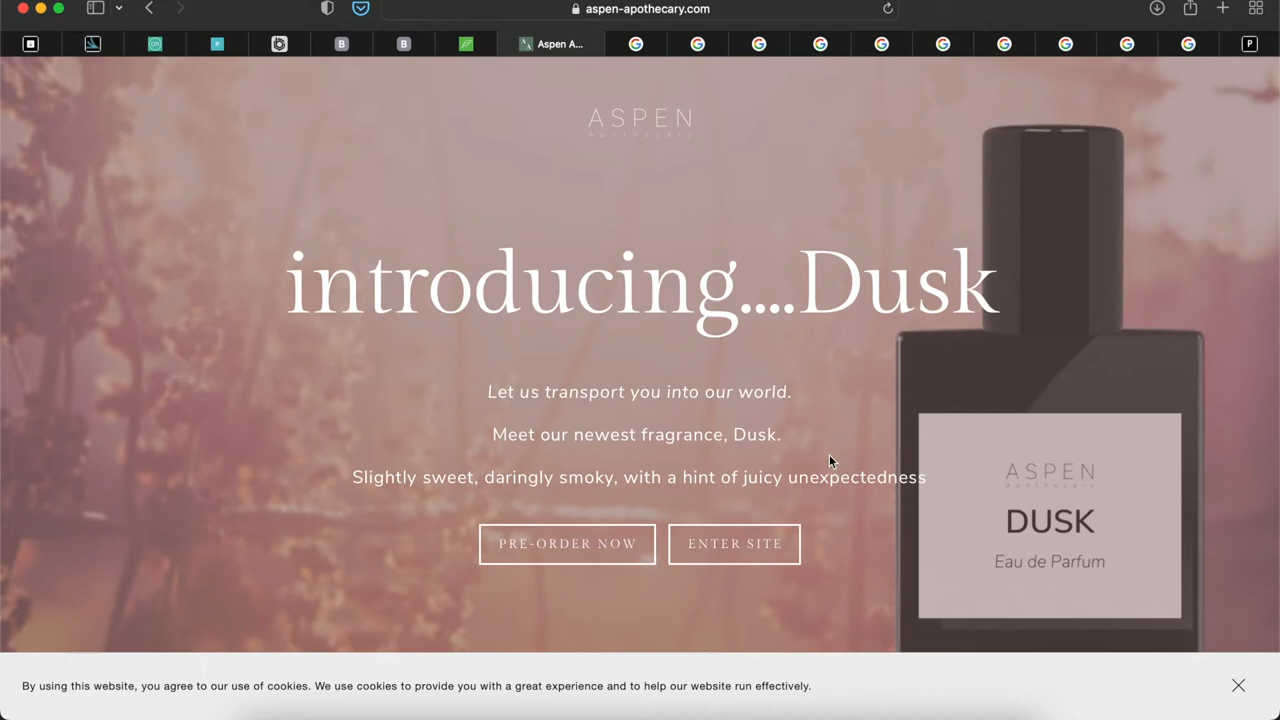 aspen-apothecary.com
Aspen A...
ASPEN
Apothecary
introducing....Dusk
Let us transport you into our world.
Meet our newest fragrance, Dusk.
Slightly sweet, daringly smoky, with a hint of juicy unexpectedness
PRE-ORDER NOW
ENTER SITE
ASPEN
Apothecary
DUSK
Eau de Parfum
By using this website, you agree to our use of cookies. We use cookies to provide you with a great experience and to help our website run effectively.